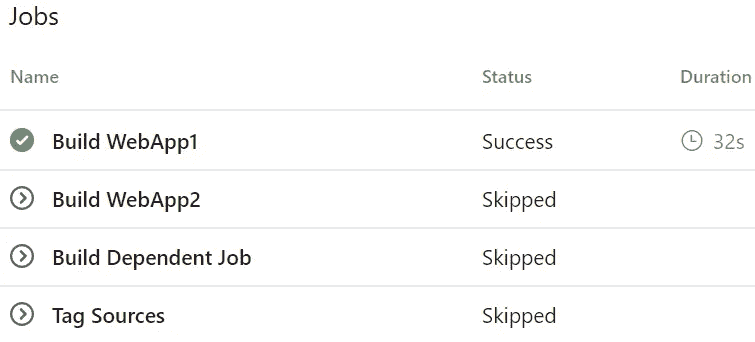 Jobs
Name Status Duration
Build WebApp1 Success 32s
Build WebApp2 Skipped
Build Dependent Job Skipped
Tag Sources Skipped